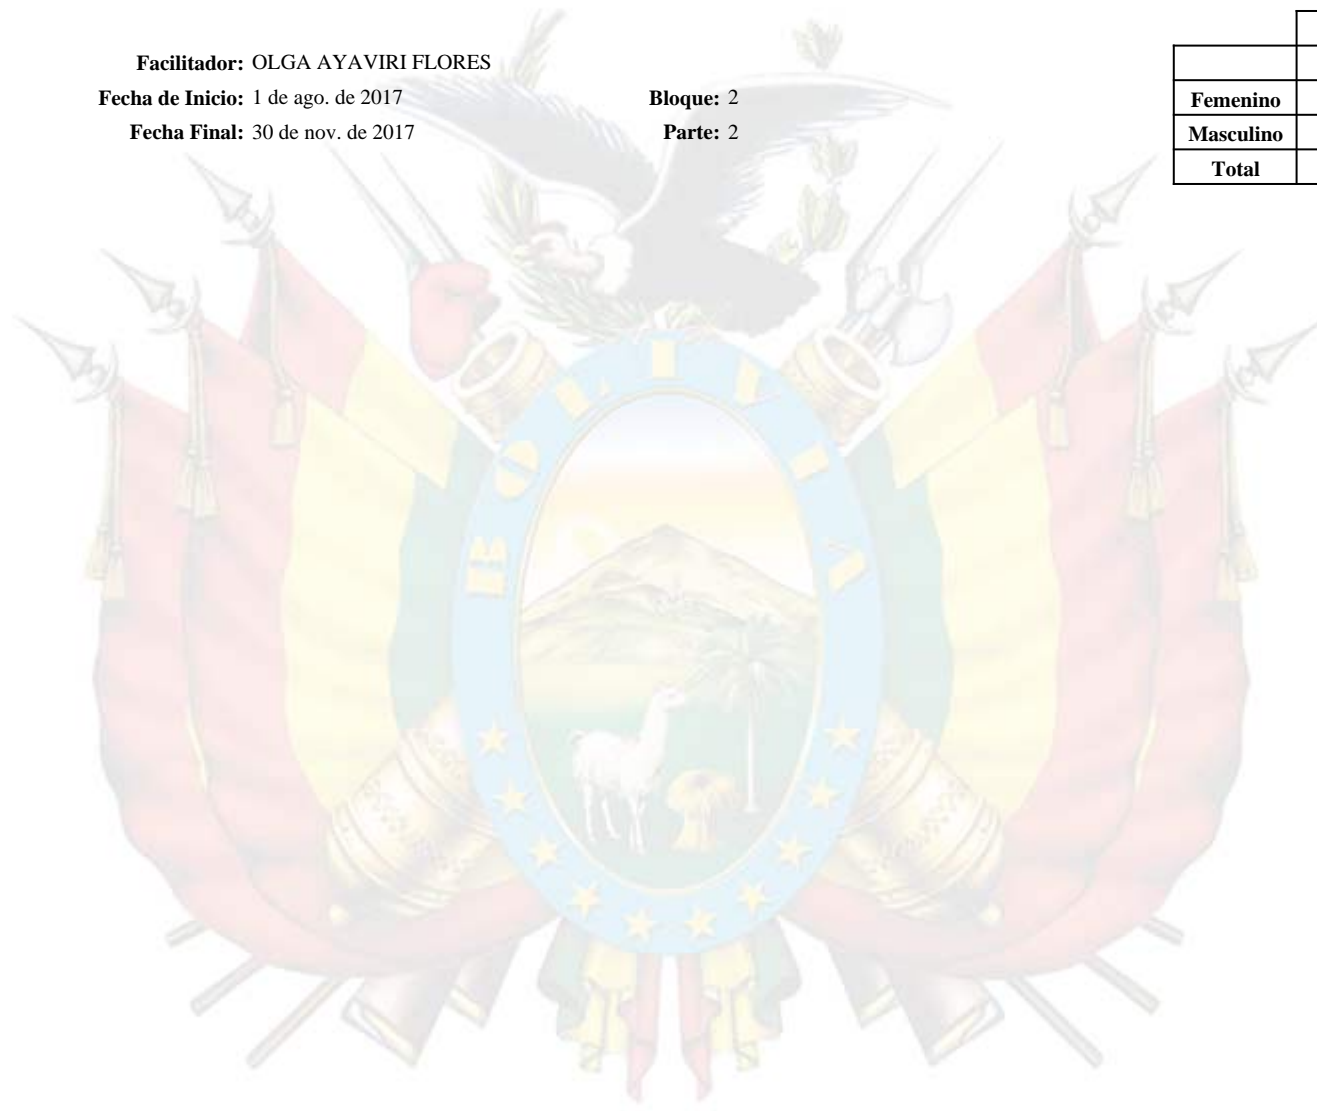 Facilitador: OLGA AYAVIRI FLORES
Fecha de Inicio: 1 de ago. de 2017 Bloque: 2
Fecha Final: 30 de nov. de 2017 Parte: 2
Femenino
Masculino
Total
BOLIVIA